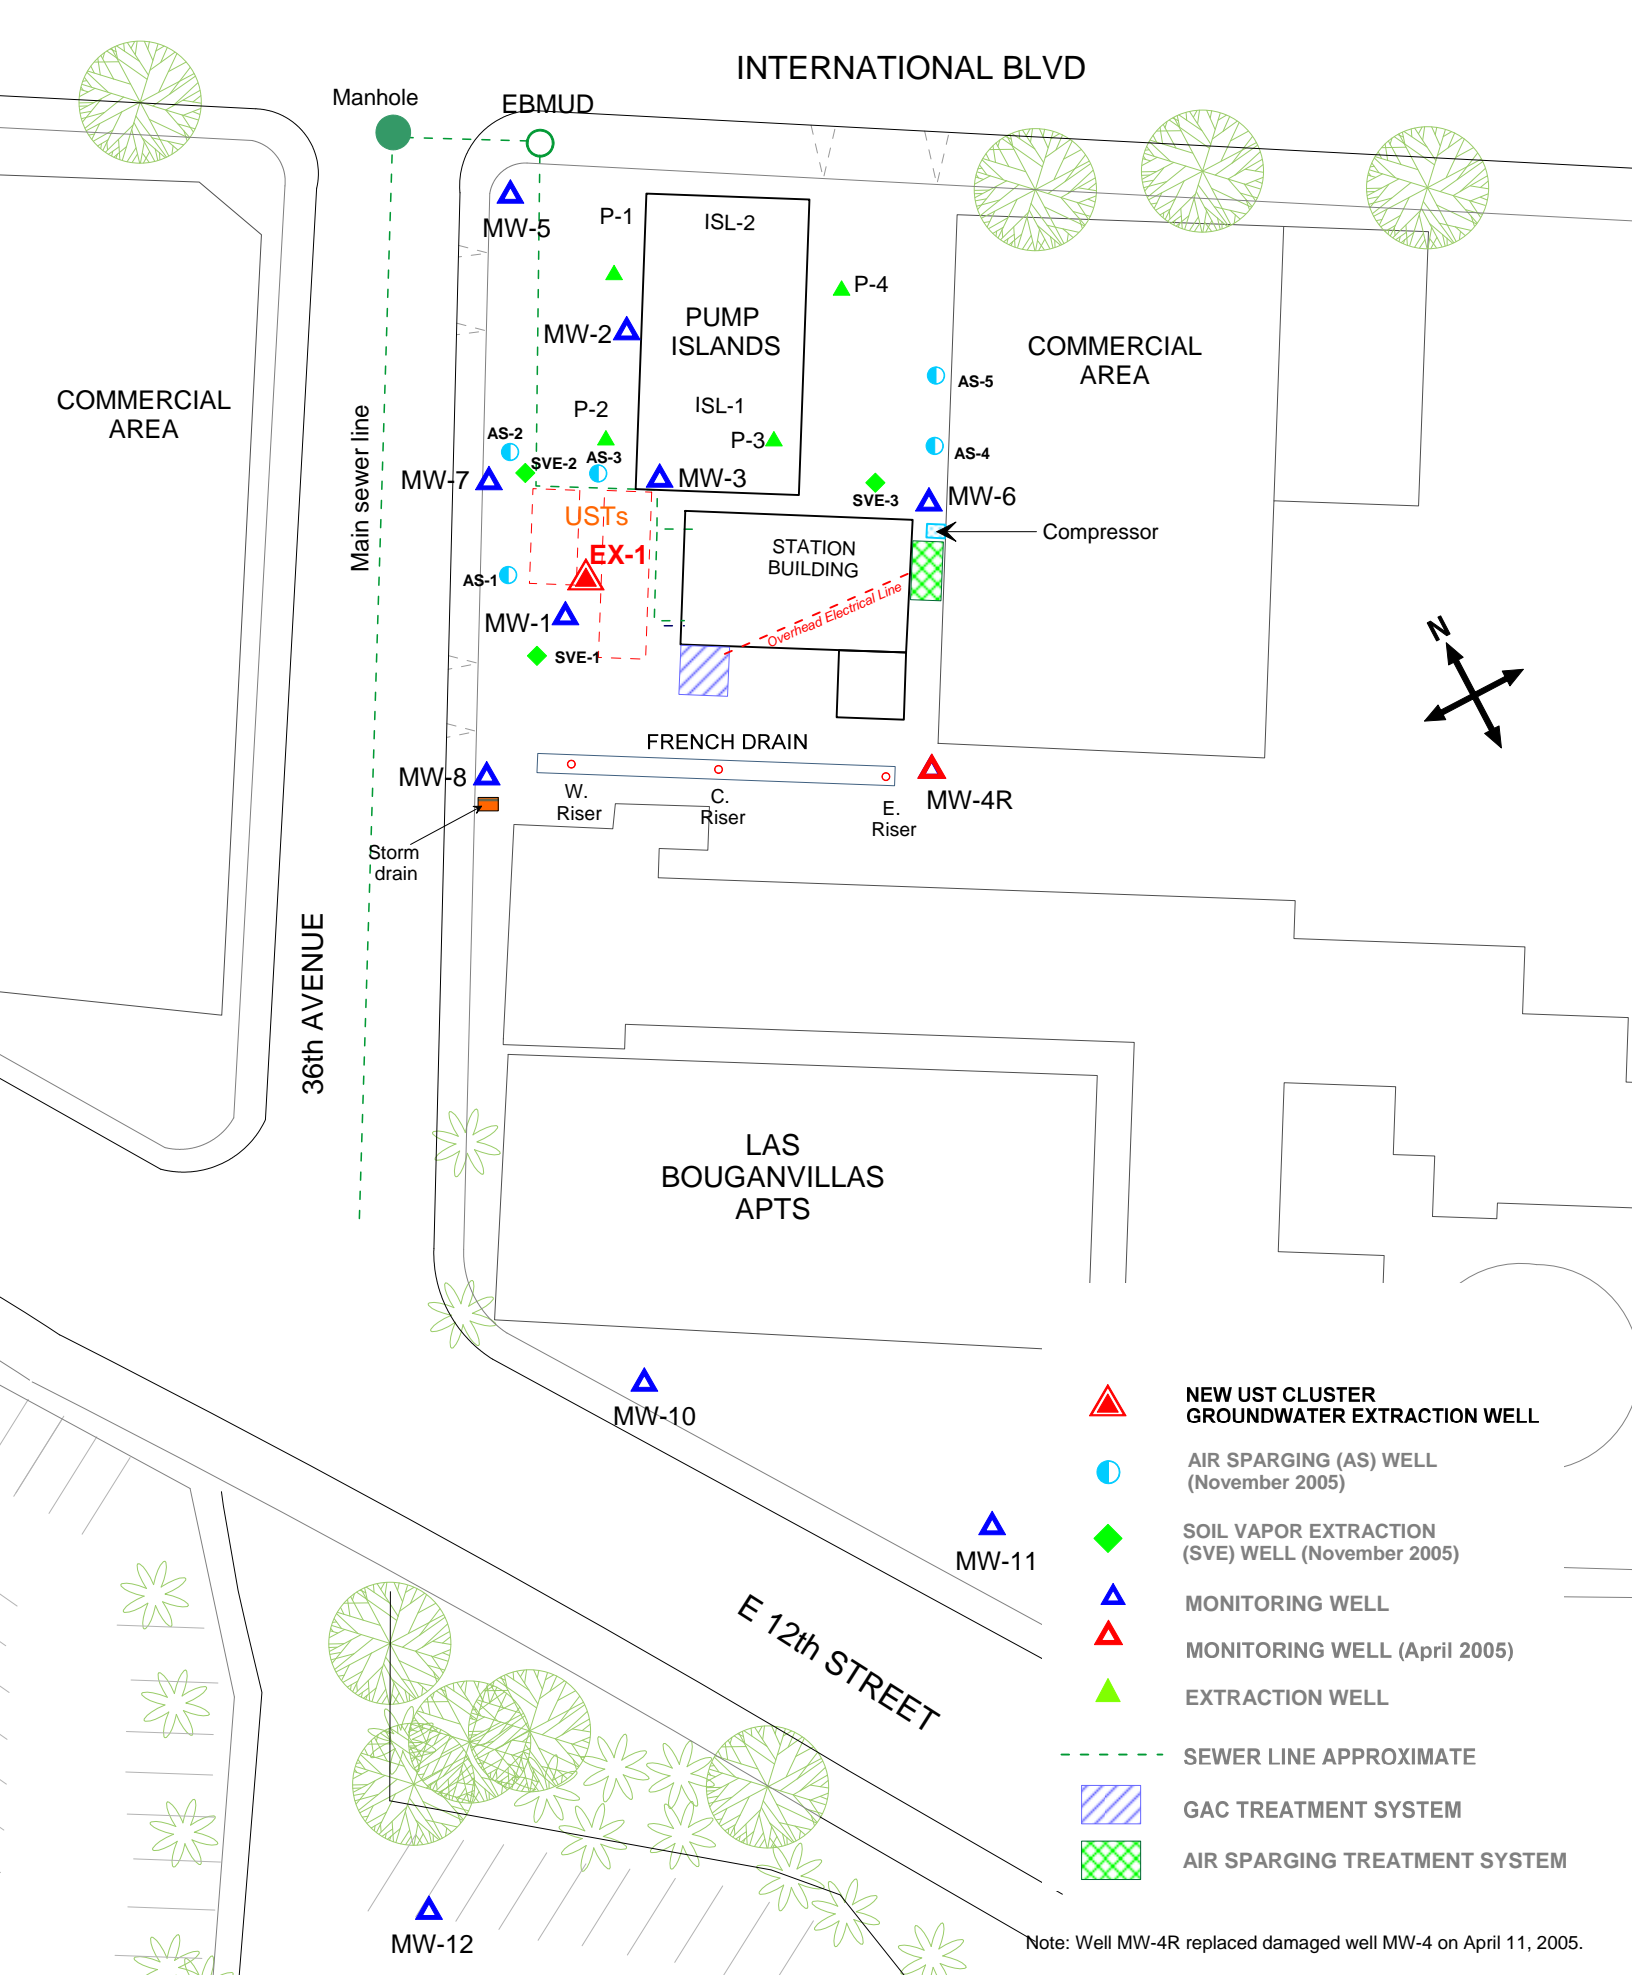 INTERNATIONAL BLVD
Manhole
EBMUD
MW-5
P-1
ISL-2
P-4
MW-2
PUMP
ISLANDS
COMMERCIAL
AREA
COMMERCIAL
AREA
AS-5
Main sewer line
P-2
ISL-1
P-3
AS-2
SVE-2
AS-3
AS-4
MW-7
MW-3
SVE-3
MW-6
USTs
Compressor
EX-1
STATION
BUILDING
AS-1
Overhead Electrical Line
MW-1
SVE-1
N
FRENCH DRAIN
MW-8
W.
Riser
C.
Riser
E.
Riser
MW-4R
Storm
drain
36th AVENUE
LAS
BOUGANVILLAS
APTS
MW-10
MW-11
E 12th STREET
MW-12
NEW UST CLUSTER
GROUNDWATER EXTRACTION WELL
AIR SPARGING (AS) WELL
(November 2005)
SOIL VAPOR EXTRACTION
(SVE) WELL (November 2005)
MONITORING WELL
MONITORING WELL (April 2005)
EXTRACTION WELL
SEWER LINE APPROXIMATE
GAC TREATMENT SYSTEM
AIR SPARGING TREATMENT SYSTEM
Note: Well MW-4R replaced damaged well MW-4 on April 11, 2005.